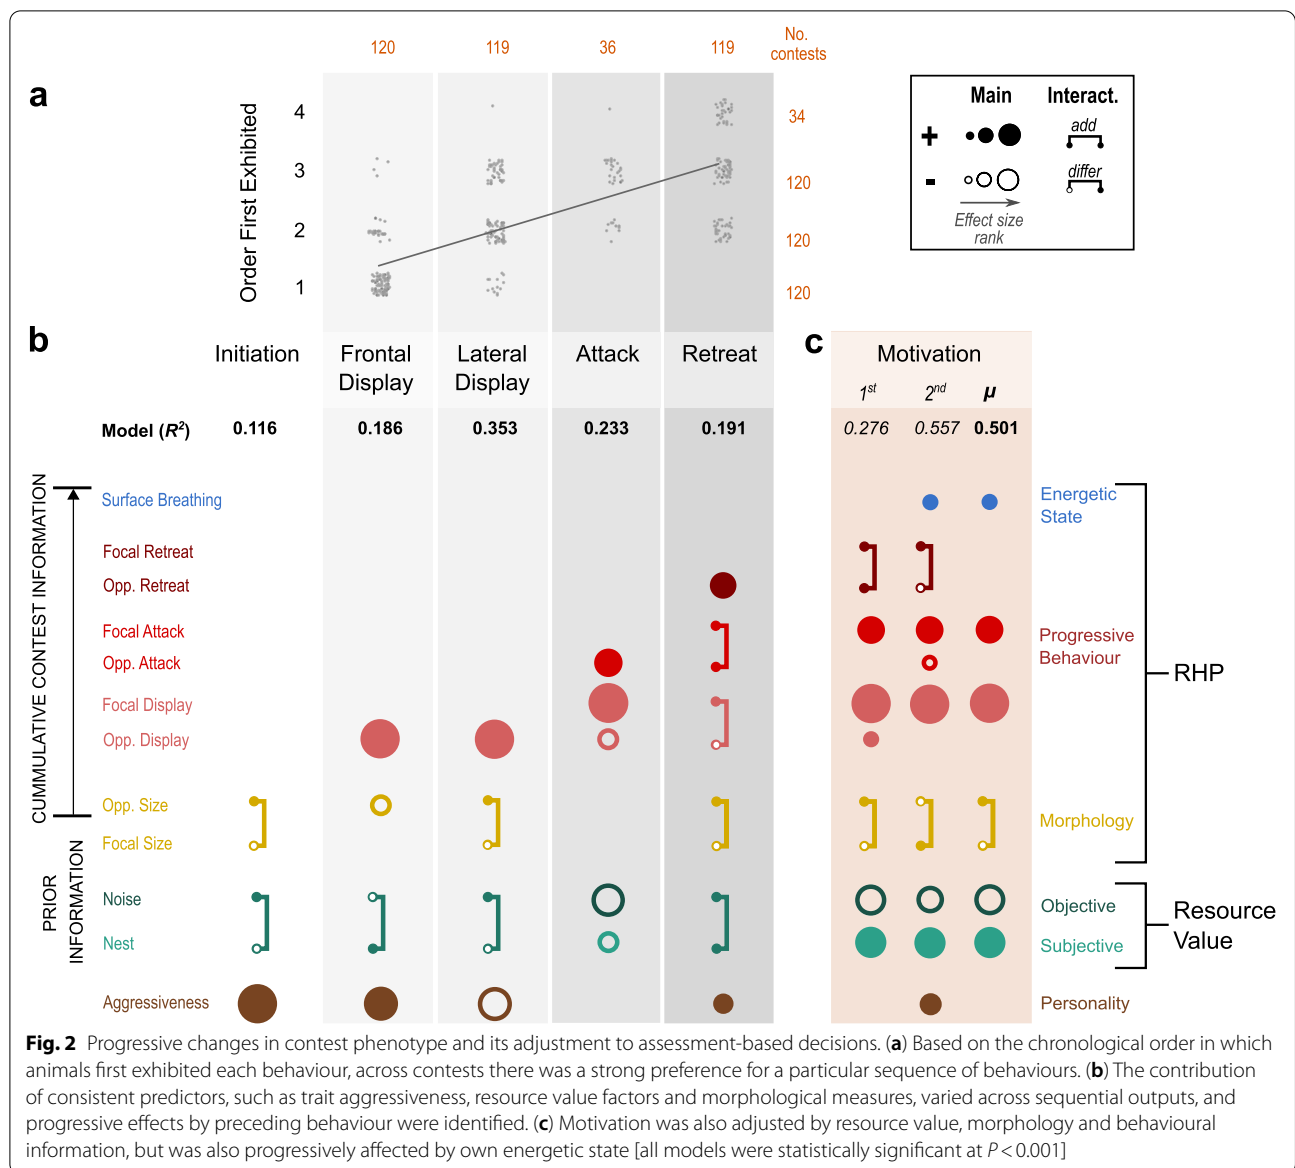 120 119 36 119 No. contests
a
Order First Exhibited
4 34
3 120
2 120
1 120
Main Interact.
+ add
- differ
Effect size
rank
b
Initiation Frontal Display Lateral Display Attack Retreat
c
Motivation
1st 2nd μ
Model (R²) 0.116 0.186 0.353 0.233 0.191 0.276 0.557 0.501
CUMMULATIVE CONTEST INFORMATION
PRIOR
INFORMATION
Surface Breathing
Focal Retreat
Opp. Retreat
Focal Attack
Opp. Attack
Focal Display
Opp. Display
Opp. Size
Focal Size
Noise
Nest
Aggressiveness
Energetic
State
Progressive
Behaviour
Morphology
Objective
Subjective
Personality
RHP
Resource
Value
Fig. 2 Progressive changes in contest phenotype and its adjustment to assessment-based decisions. (a) Based on the chronological order in which
animals first exhibited each behaviour, across contests there was a strong preference for a particular sequence of behaviours. (b) The contribution
of consistent predictors, such as trait aggressiveness, resource value factors and morphological measures, varied across sequential outputs, and
progressive effects by preceding behaviour were identified. (c) Motivation was also adjusted by resource value, morphology and behavioural
information, but was also progressively affected by own energetic state [all models were statistically significant at P < 0.001]